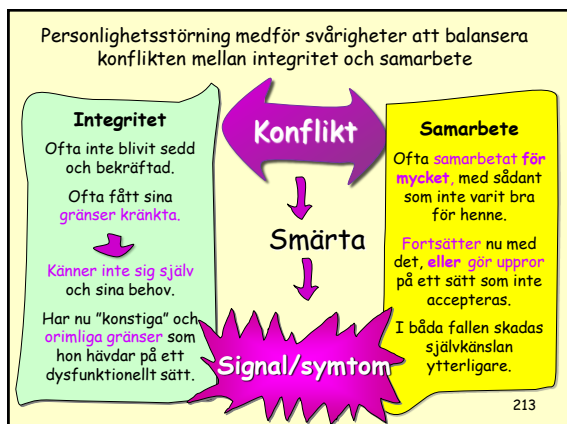 Personlighetsstörning medför svårigheter att balansera
konflikten mellan integritet och samarbete
Integritet
Ofta inte blivit sedd
och bekräftad.
Ofta fått sina
gränser kränkta.
Känner inte sig själv
och sina behov.
Har nu "konstiga" och
orimliga gränser som
hon hävdar på ett
dysfunktionellt sätt.
Konflikt
Smärta
Signal/symtom
Samarbete
Ofta samarbetat för
mycket, med sådant
som inte varit bra
för henne.
Fortsätter nu med
det, eller gör uppror
på ett sätt som inte
accepteras.
I båda fallen skadas
självkänslan
ytterligare.
213